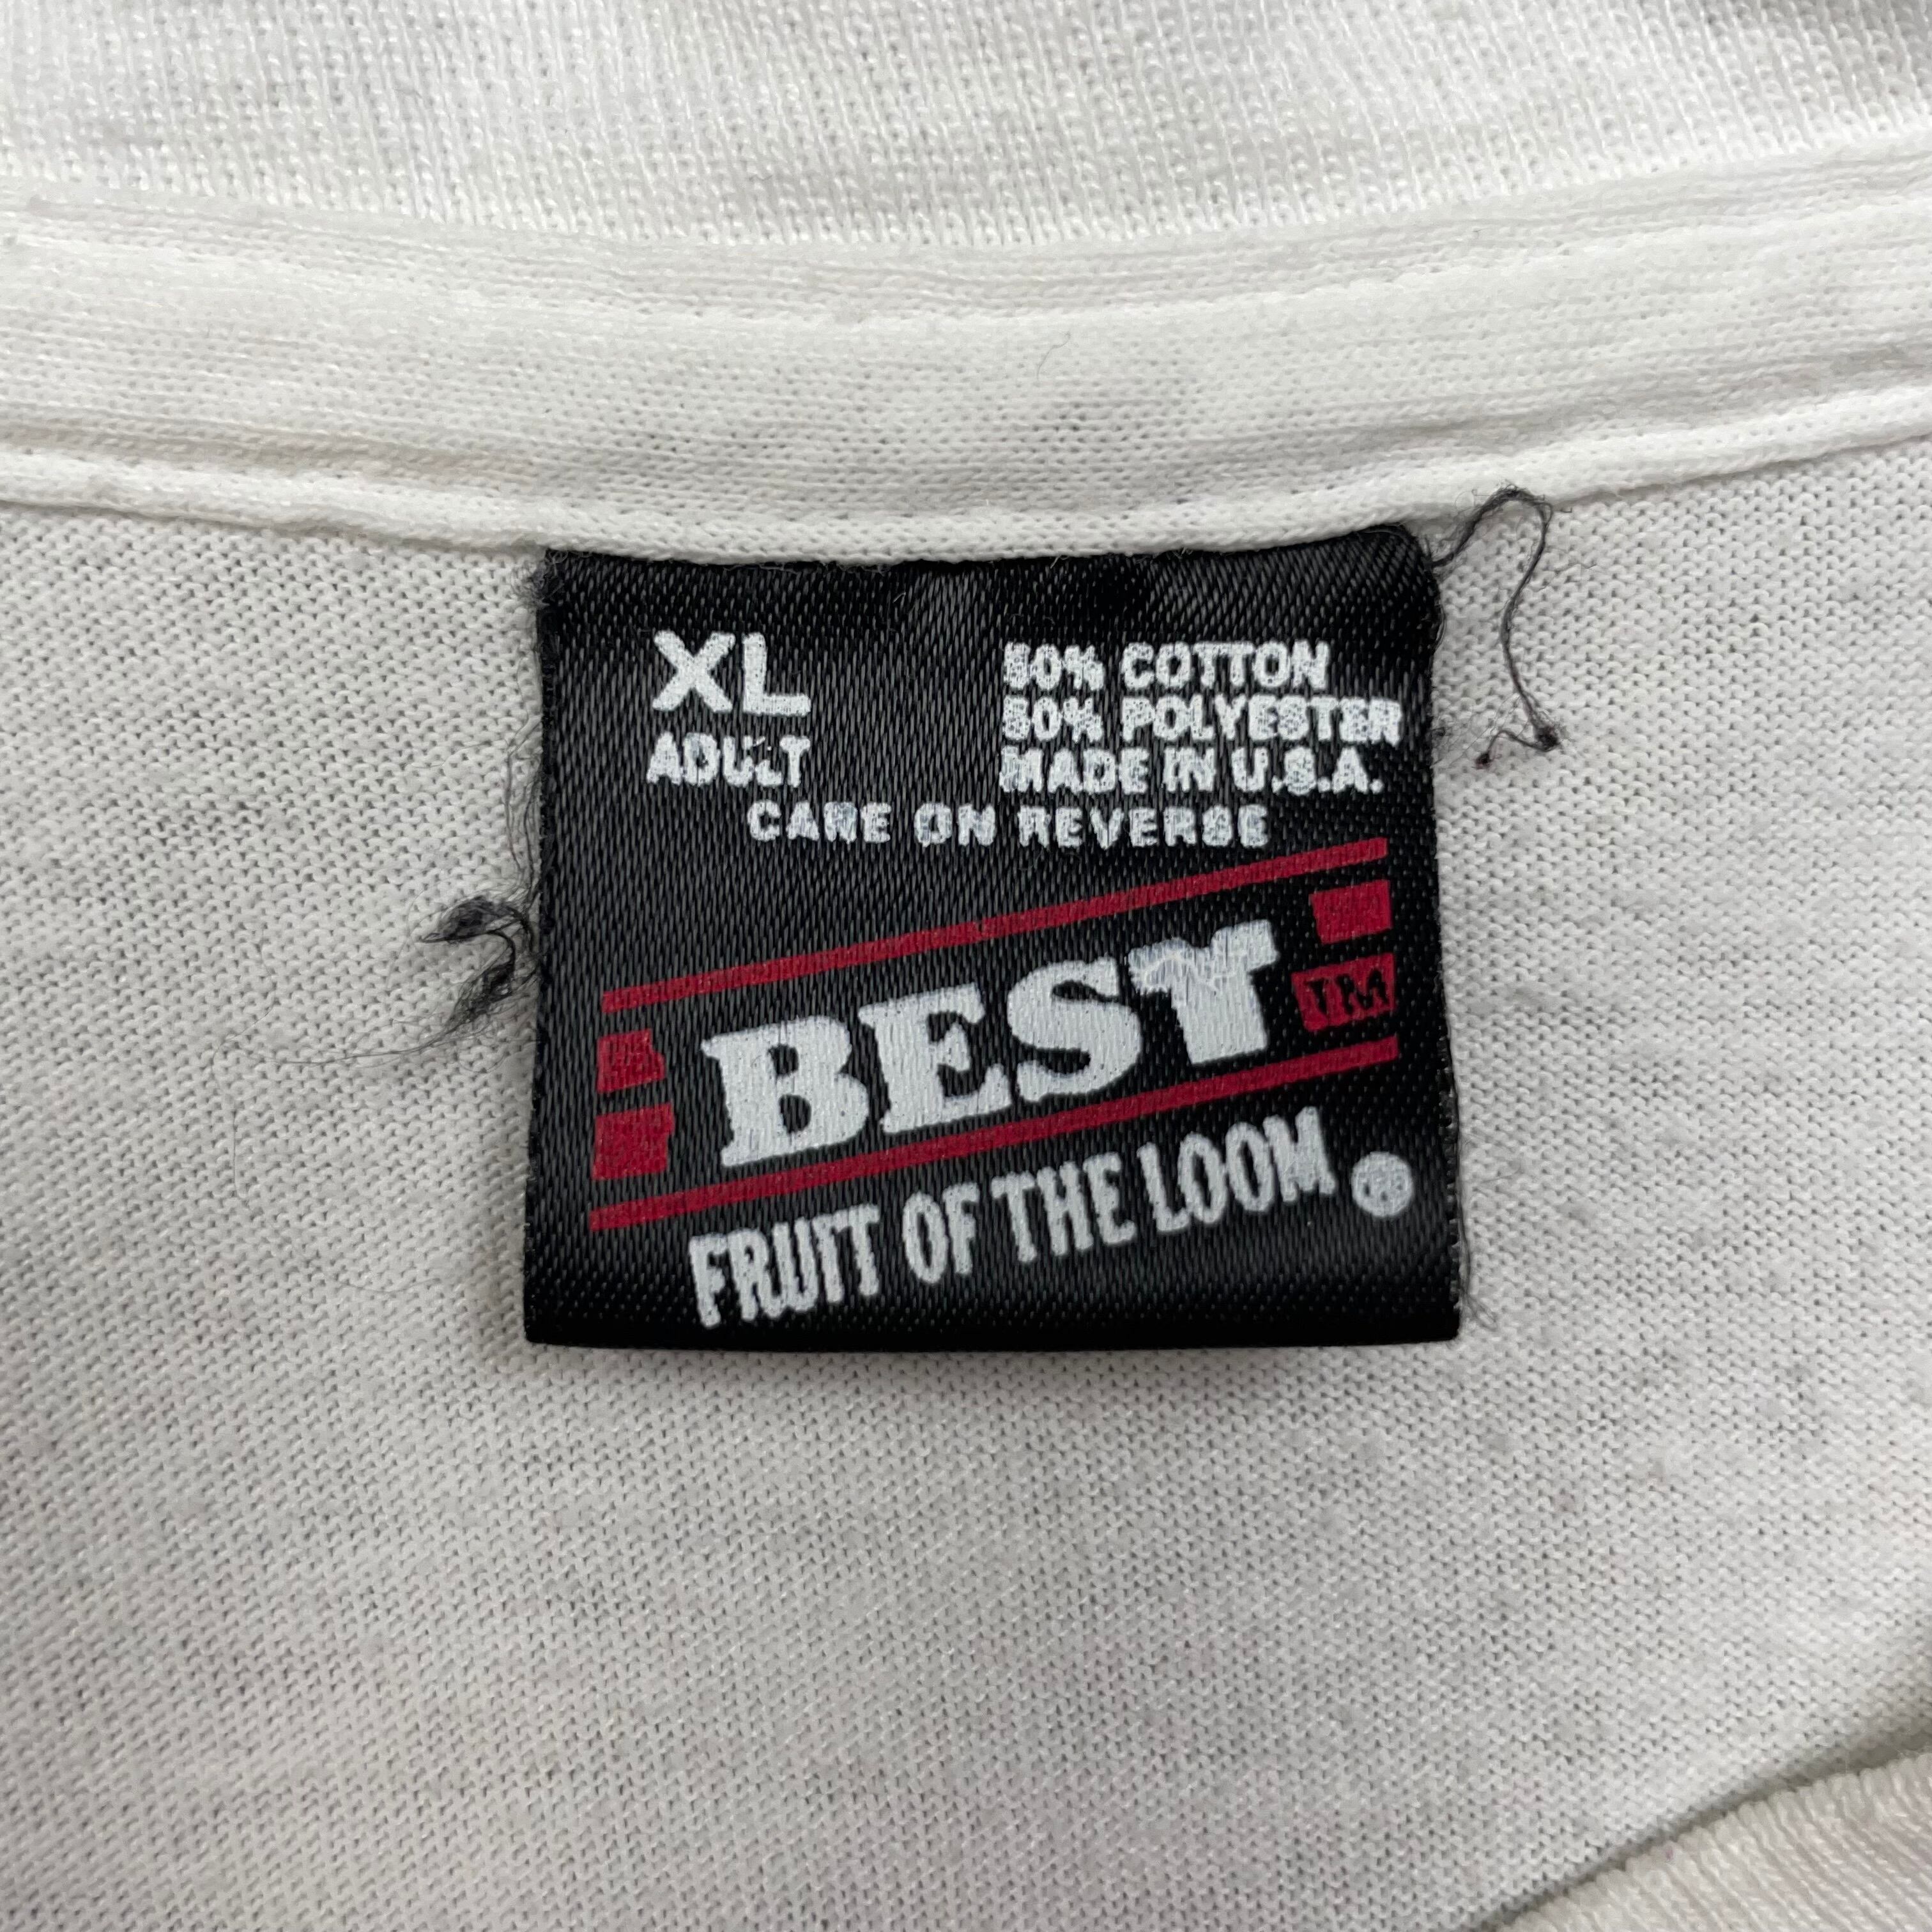 XL
ADULT
50% COTTON
50% POLYESTER
MADE IN U.S.A.
CARE ON REVERSE
BEST TM
FRUIT OF THE LOOM ®